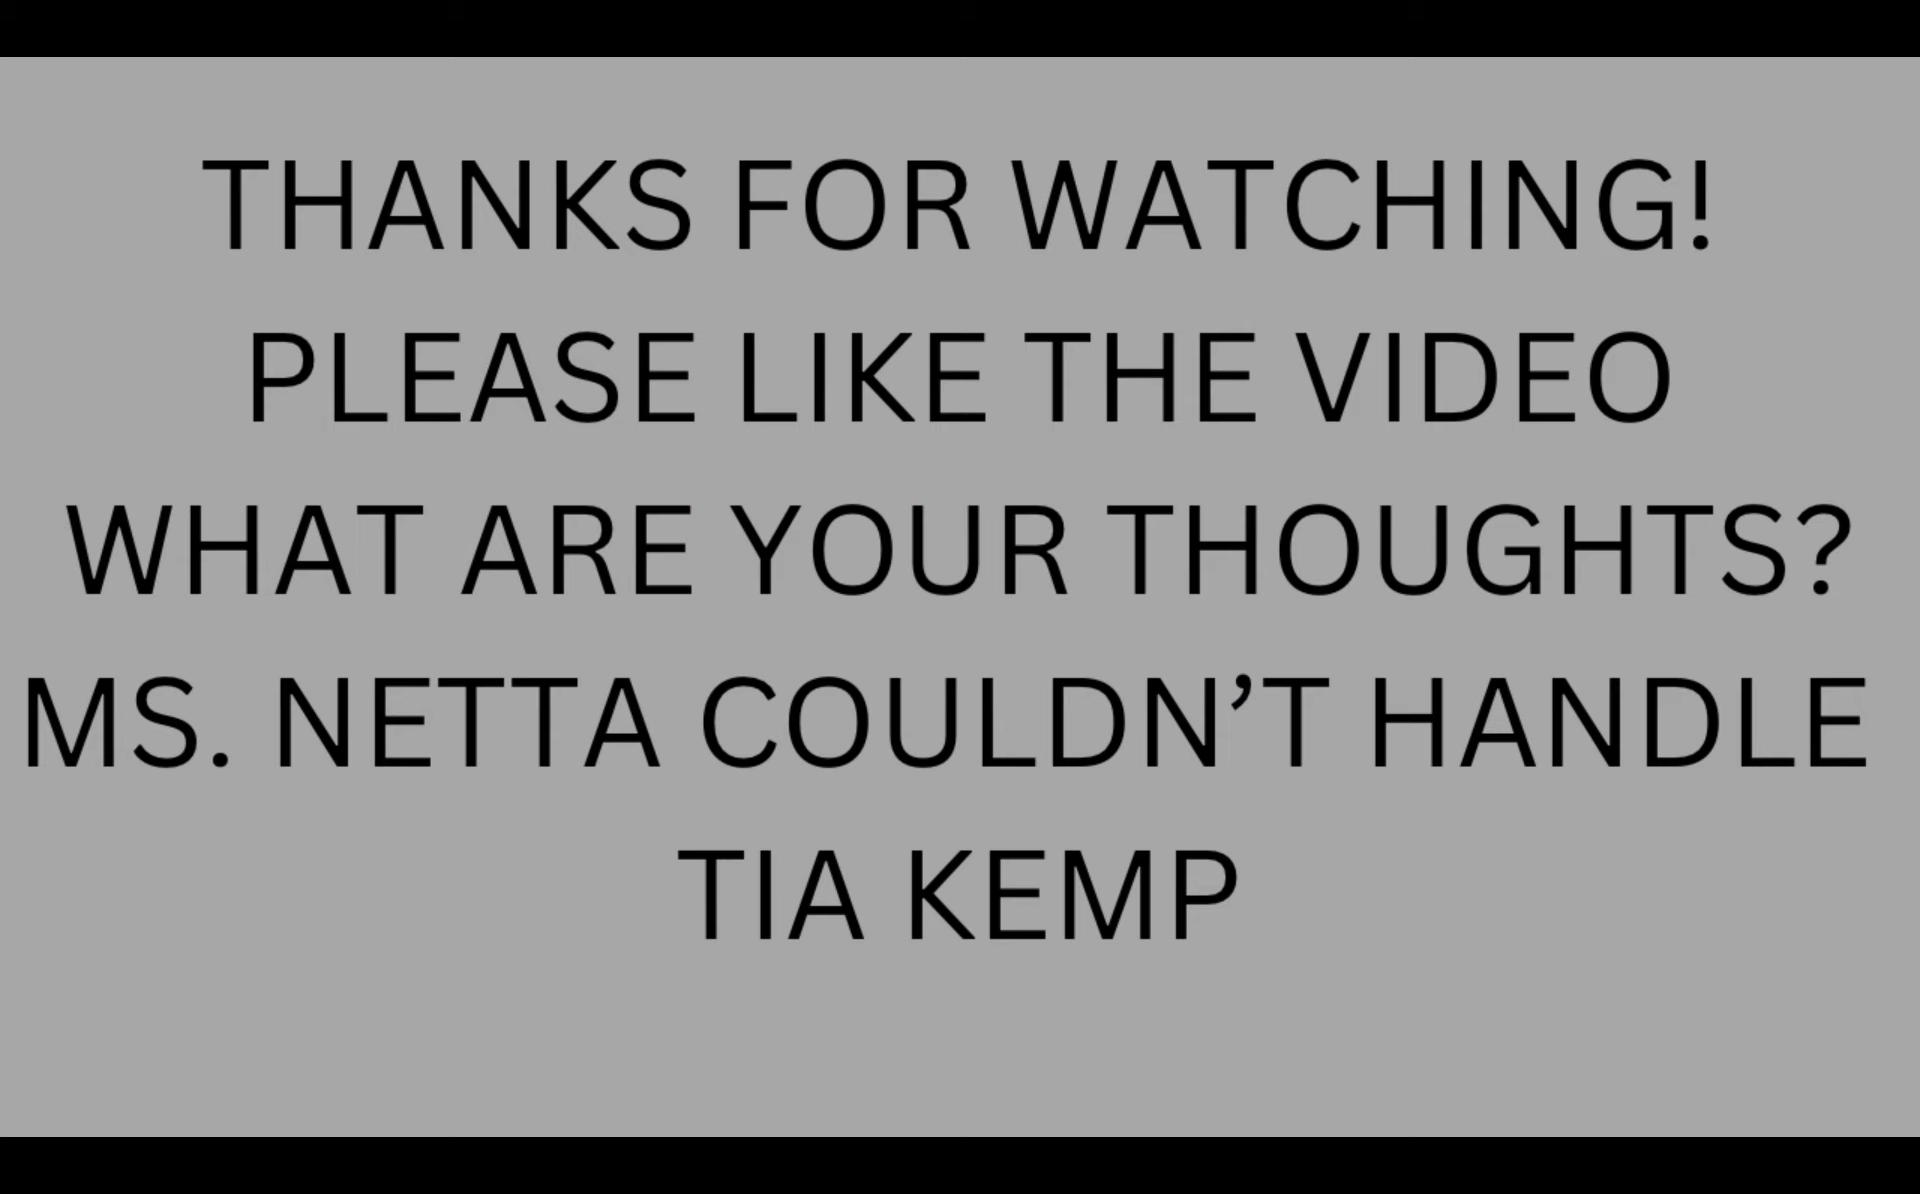 THANKS FOR WATCHING!
PLEASE LIKE THE VIDEO
WHAT ARE YOUR THOUGHTS?
MS. NETTA COULDN’T HANDLE
TIA KEMP